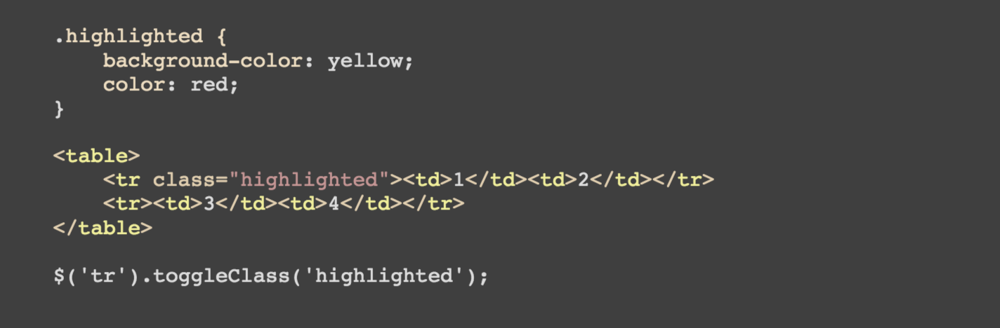 .highlighted {
    background-color: yellow;
    color: red;
}
<table>
    <tr class="highlighted"><td>1</td><td>2</td></tr>
    <tr><td>3</td><td>4</td></tr>
</table>
$('tr').toggleClass('highlighted');